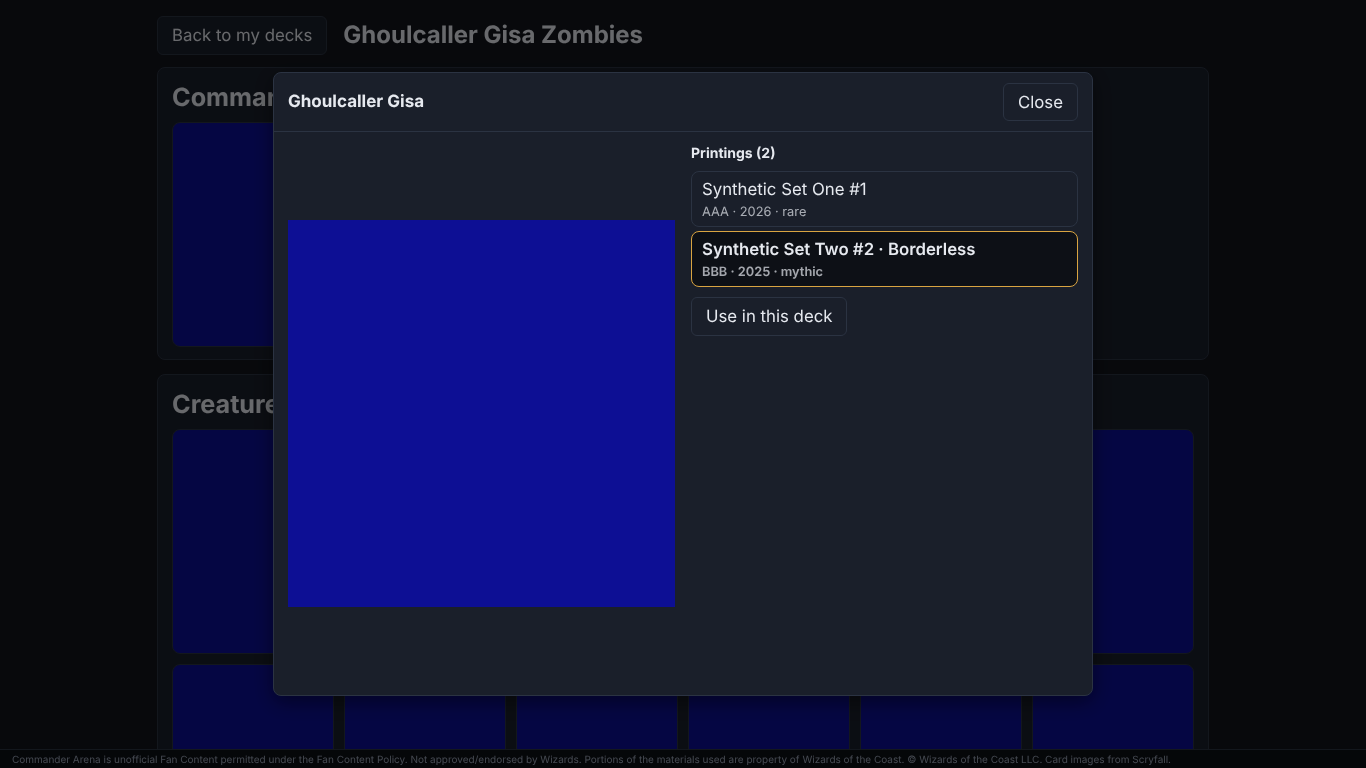 Back to my decks
Ghoulcaller Gisa Zombies
Comman
Ghoulcaller Gisa
Close
Printings (2)
Synthetic Set One #1
AAA · 2026 · rare
Synthetic Set Two #2 · Borderless
BBB · 2025 · mythic
Use in this deck
Creature
Commander Arena is unofficial Fan Content permitted under the Fan Content Policy. Not approved/endorsed by Wizards. Portions of the materials used are property of Wizards of the Coast. © Wizards of the Coast LLC. Card images from Scryfall.